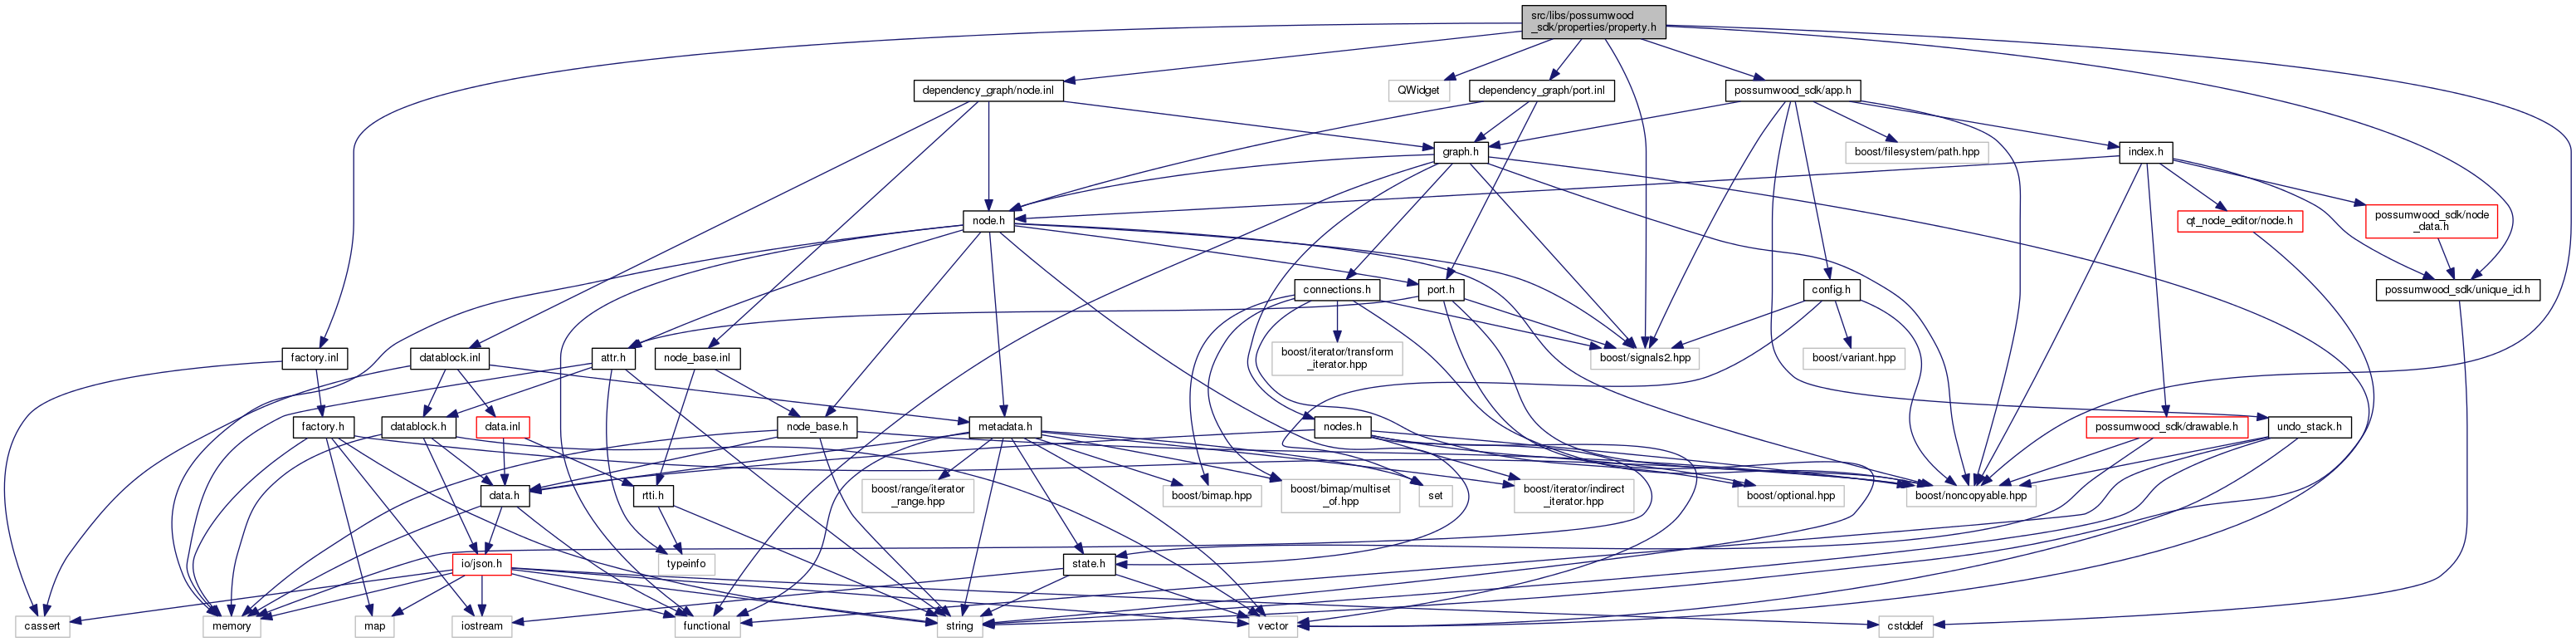 src/libs/possumwood
_sdk/properties/property.h
dependency_graph/node.inl
QWidget
dependency_graph/port.inl
possumwood_sdk/app.h
graph.h
boost/filesystem/path.hpp
index.h
node.h
qt_node_editor/node.h
possumwood_sdk/node
_data.h
connections.h
port.h
config.h
possumwood_sdk/unique_id.h
factory.inl
datablock.inl
attr.h
node_base.inl
boost/iterator/transform
_iterator.hpp
boost/signals2.hpp
boost/variant.hpp
factory.h
datablock.h
data.inl
node_base.h
metadata.h
nodes.h
possumwood_sdk/drawable.h
undo_stack.h
data.h
rtti.h
boost/range/iterator
_range.hpp
boost/bimap.hpp
boost/bimap/multiset
_of.hpp
set
boost/iterator/indirect
_iterator.hpp
boost/optional.hpp
boost/noncopyable.hpp
io/json.h
typeinfo
state.h
cassert
memory
map
iostream
functional
string
vector
cstddef